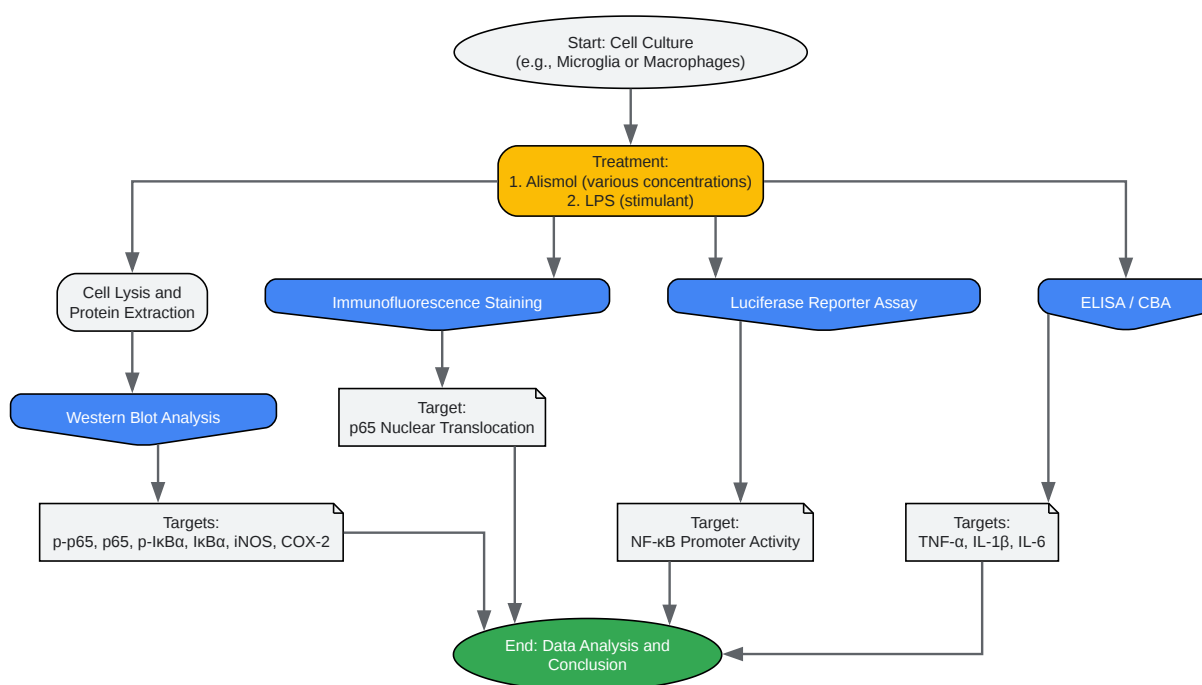 Start: Cell Culture
(e.g., Microglia or Macrophages)
Treatment:
1. Alismol (various concentrations)
2. LPS (stimulant)
Cell Lysis and
Protein Extraction
Immunofluorescence Staining
Luciferase Reporter Assay
ELISA / CBA
Western Blot Analysis
Target:
p65 Nuclear Translocation
Targets:
p-p65, p65, p-IκBα, IκBα, iNOS, COX-2
Target:
NF-κB Promoter Activity
Targets:
TNF-α, IL-1β, IL-6
End: Data Analysis and
Conclusion